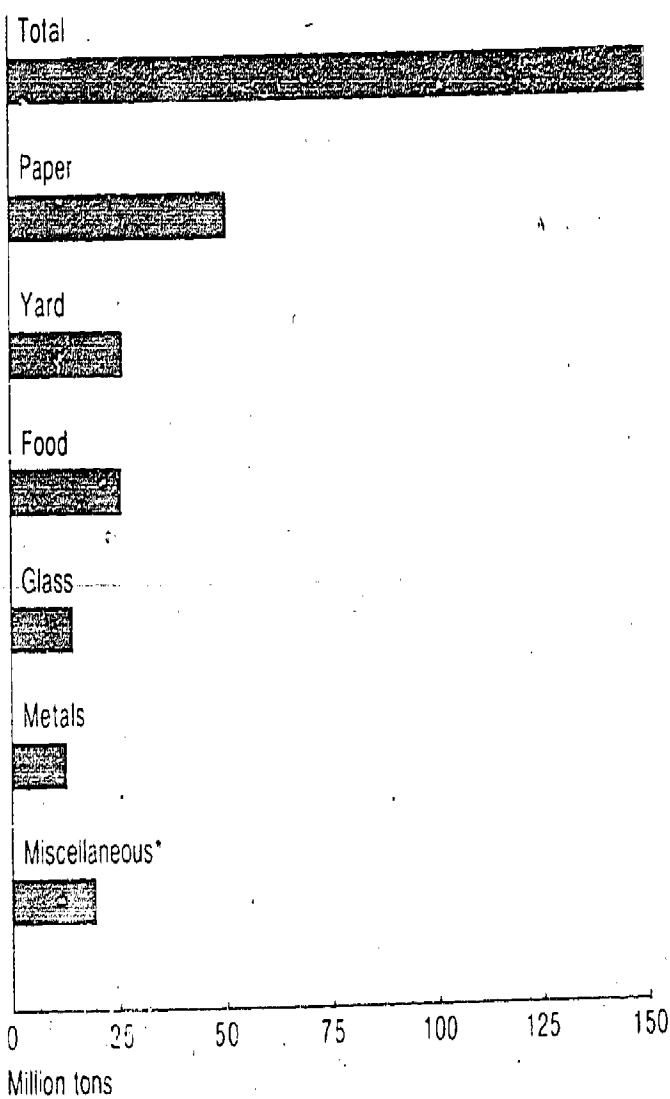 Total
Paper
Yard
Food
Glass
Metals
Miscellaneous*
0 25 50 75 100 125 150
Million tons